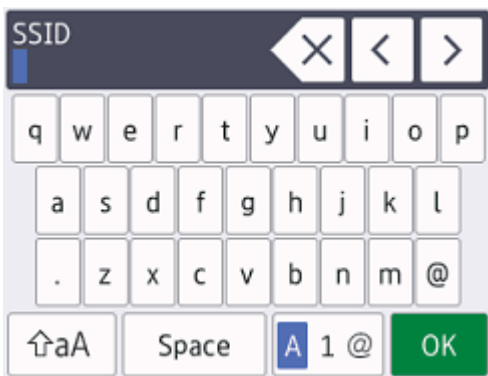 SSID
q w e r t y u i o p
a s d f g h j k l
. z x c v b n m @
⇧aA Space A 1 @ OK